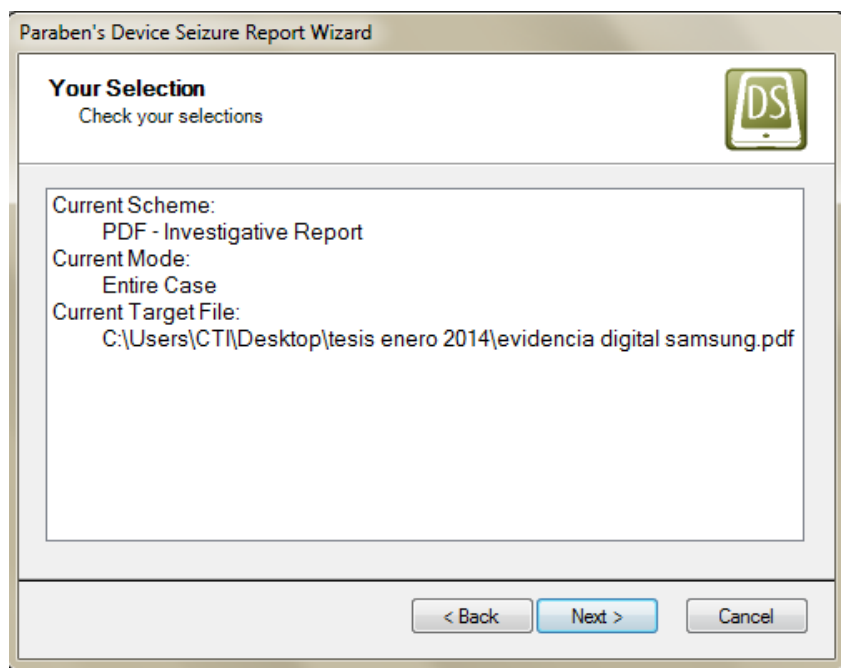 Paraben's Device Seizure Report Wizard
Your Selection
Check your selections
DS
Current Scheme:
PDF - Investigative Report
Current Mode:
Entire Case
Current Target File:
C:\Users\CTI\Desktop\tesis enero 2014\evidencia digital samsung.pdf
< Back
Next >
Cancel